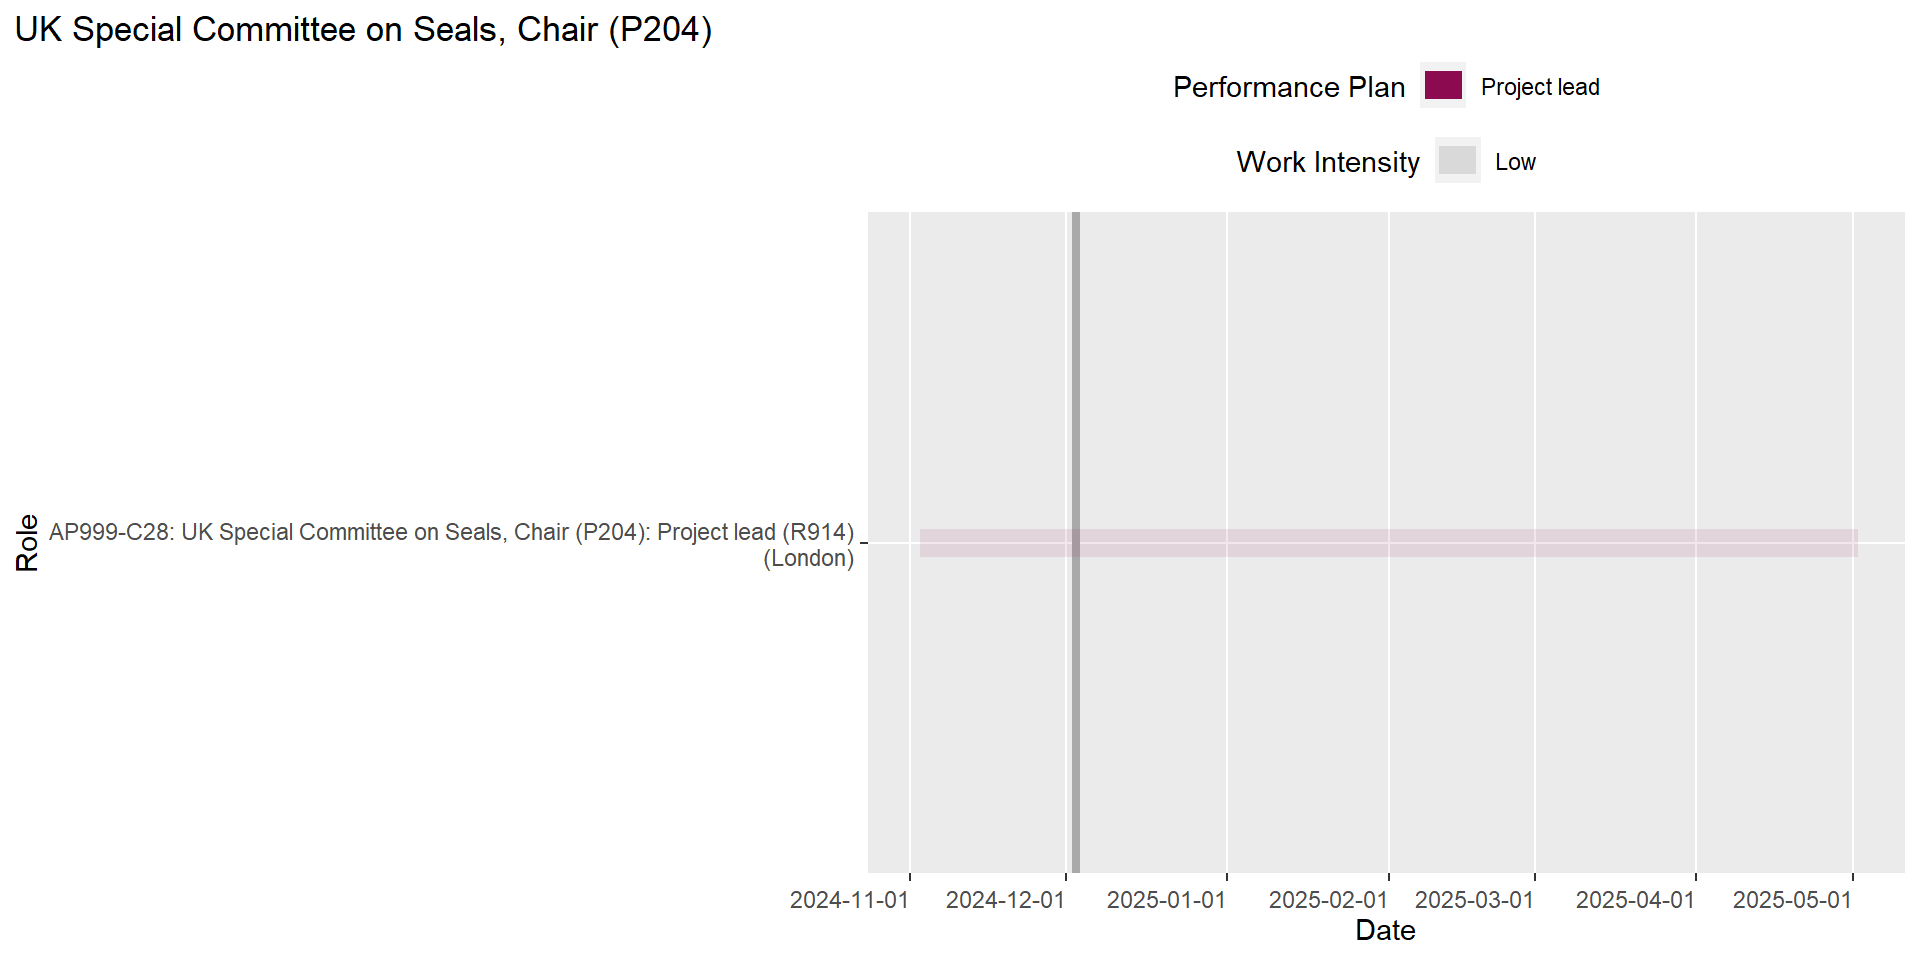 UK Special Committee on Seals, Chair (P204)
Performance Plan
Project lead
Work Intensity
Low
Role
AP999-C28: UK Special Committee on Seals, Chair (P204): Project lead (R914)
(London)
2024-11-01
2024-12-01
2025-01-01
2025-02-01
2025-03-01
2025-04-01
2025-05-01
Date